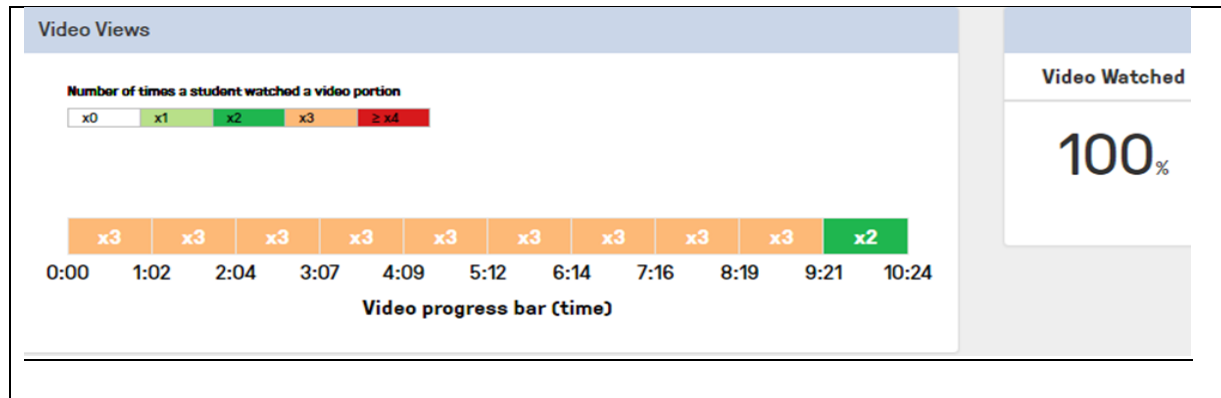 Video Views
Number of times a student watched a video portion
x0 x1 x2 x3 ≥ x4
x3 x3 x3 x3 x3 x3 x3 x3 x3 x2
0:00 1:02 2:04 3:07 4:09 5:12 6:14 7:16 8:19 9:21 10:24
Video progress bar (time)
Video Watched
100%